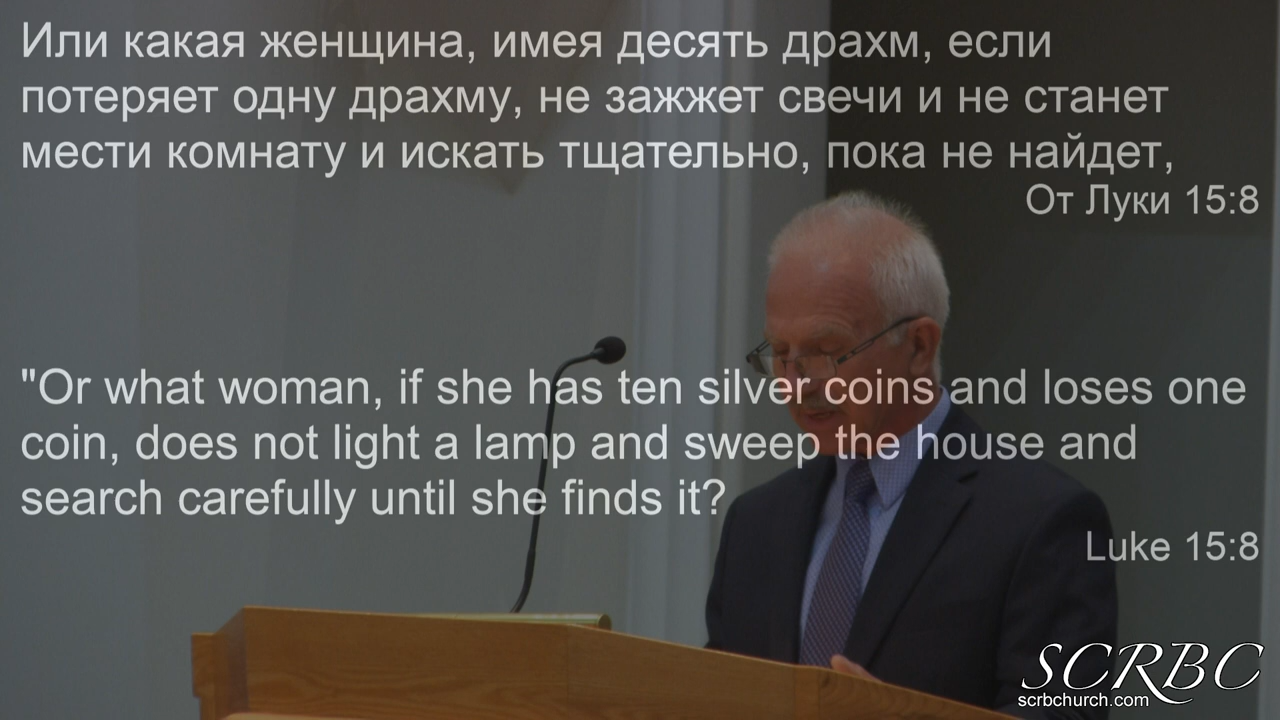 Или какая женщина, имея десять драхм, если
потеряет одну драхму, не зажжет свечи и не станет
мести комнату и искать тщательно, пока не найдет,
От Луки 15:8
"Or what woman, if she has ten silver coins and loses one
coin, does not light a lamp and sweep the house and
search carefully until she finds it?
Luke 15:8
SCRBC
scrbchurch.com